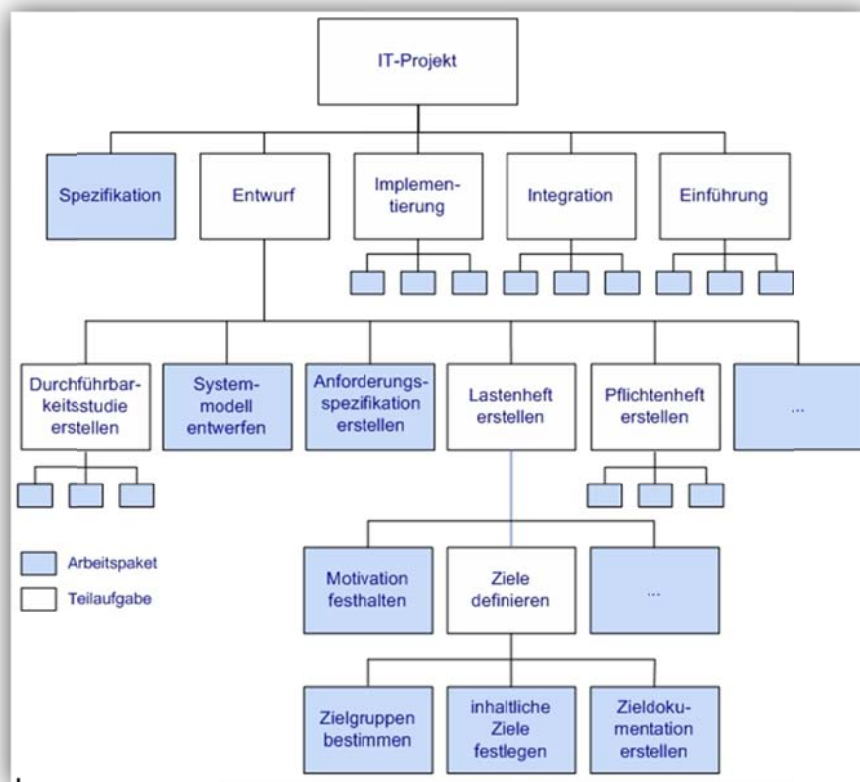 IT-Projekt
Spezifikation
Entwurf
Implemen-
tierung
Integration
Einführung
Durchführbar-
keitsstudie
erstellen
System-
modell
entwerfen
Anforderungs-
spezifikation
erstellen
Lastenheft
erstellen
Pflichtenheft
erstellen
...
Arbeitspaket
Teilaufgabe
Motivation
festhalten
Ziele
definieren
...
Zielgruppen
bestimmen
inhaltliche
Ziele
festlegen
Zieldoku-
mentation
erstellen